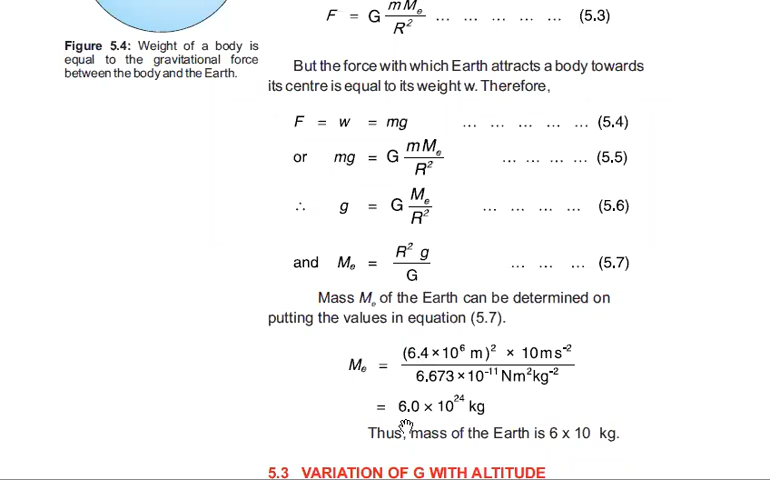 F = G mMe/R² ... ... ... ... ... (5.3)
Figure 5.4: Weight of a body is
equal to the gravitational force
between the body and the Earth.
But the force with which Earth attracts a body towards
its centre is equal to its weight w. Therefore,
F = w = mg ... ... ... ... ... (5.4)
or mg = G mMe/R² ... ... ... ... (5.5)
∴ g = G Me/R² ... ... ... ... (5.6)
and Me = R² g/G ... ... ... (5.7)
Mass Me of the Earth can be determined on
putting the values in equation (5.7).
Me = (6.4 × 10⁶ m)² × 10ms⁻²/6.673 × 10⁻¹¹ Nm²kg⁻²
= 6.0 × 10²⁴ kg
Thus, mass of the Earth is 6 x 10 kg.
5.3 VARIATION OF G WITH ALTITUDE